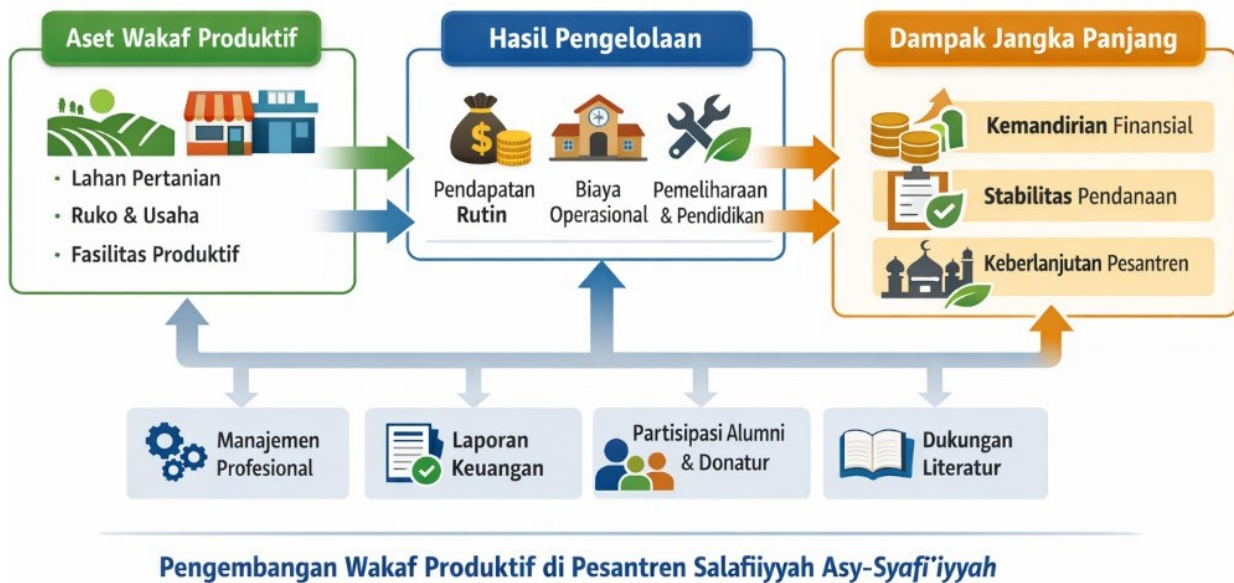 Aset Wakaf Produktif
• Lahan Pertanian
• Ruko & Usaha
• Fasilitas Produktif
Hasil Pengelolaan
$
Pendapatan
Rutin
Biaya
Operasional
Pemeliharaan
& Pendidikan
Dampak Jangka Panjang
Kemandirian Finansial
Stabilitas Pendanaan
Keberlanjutan Pesantren
Manajemen
Profesional
Laporan
Keuangan
Partisipasi Alumni
& Donatur
Dukungan
Literatur
Pengembangan Wakaf Produktif di Pesantren Salafiiyyah Asy-Syafi'iyyah